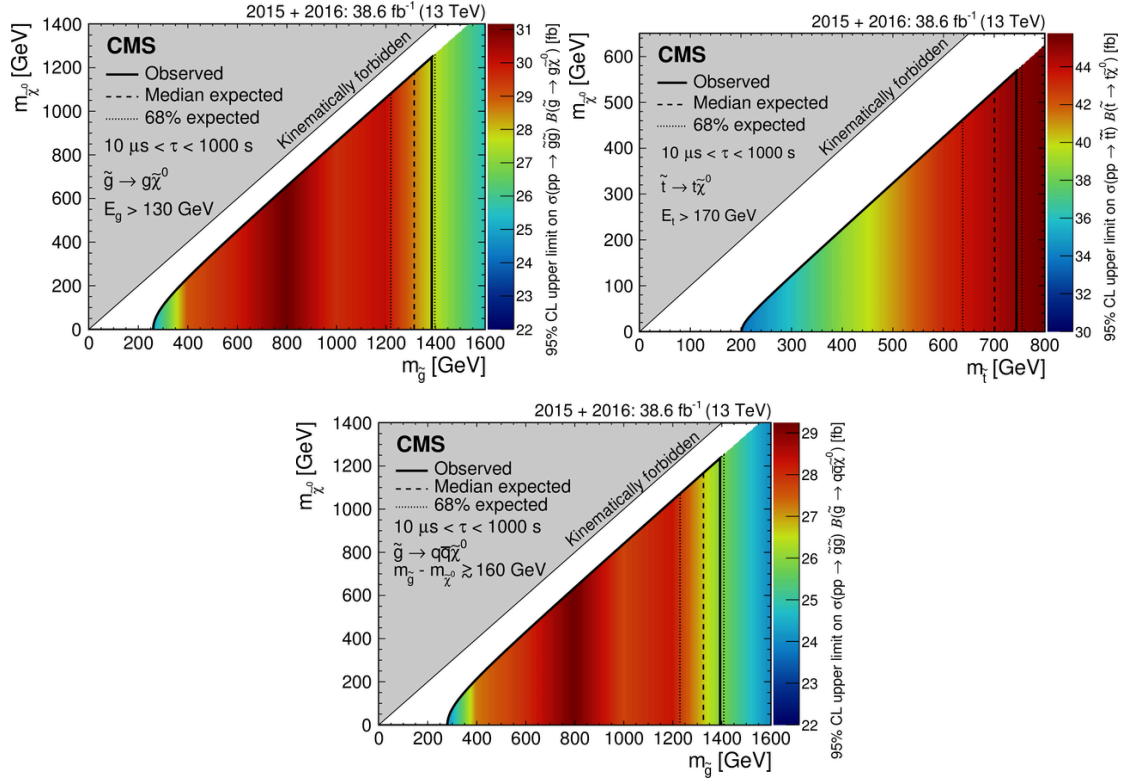 2015 + 2016: 38.6 fb⁻¹ (13 TeV)
CMS
Observed
Median expected
68% expected
10 μs < τ < 1000 s
g̃ → gχ̃⁰
E_g > 130 GeV
Kinematically forbidden
m_χ̃⁰ [GeV]
1400
1200
1000
800
600
400
200
0
0 200 400 600 800 1000 1200 1400 1600
m_g̃ [GeV]
31
30
29
28
27
26
25
24
23
22
95% CL upper limit on σ(pp → g̃g̃) B(g̃ → gχ̃⁰) [fb]
2015 + 2016: 38.6 fb⁻¹ (13 TeV)
CMS
Observed
Median expected
68% expected
10 μs < τ < 1000 s
t̃ → tχ̃⁰
E_t > 170 GeV
Kinematically forbidden
m_χ̃⁰ [GeV]
600
500
400
300
200
100
0
0 100 200 300 400 500 600 700 800
m_t̃ [GeV]
44
42
40
38
36
34
32
30
95% CL upper limit on σ(pp → t̃t̃) B(t̃ → tχ̃⁰) [fb]
2015 + 2016: 38.6 fb⁻¹ (13 TeV)
CMS
Observed
Median expected
68% expected
10 μs < τ < 1000 s
g̃ → qq̄χ̃⁰
m_g̃ - m_χ̃⁰ ≳ 160 GeV
Kinematically forbidden
m_χ̃⁰ [GeV]
1400
1200
1000
800
600
400
200
0
0 200 400 600 800 1000 1200 1400 1600
m_g̃ [GeV]
29
28
27
26
25
24
23
22
95% CL upper limit on σ(pp → g̃g̃) B(g̃ → qq̄χ̃⁰) [fb]